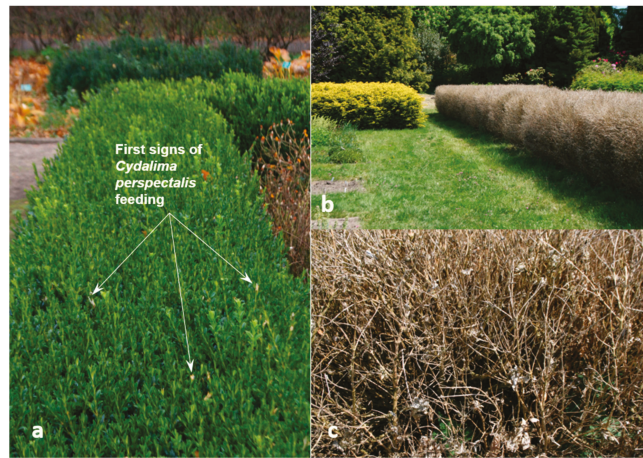 First signs of
Cydalima
perspectalis
feeding
a
b
c